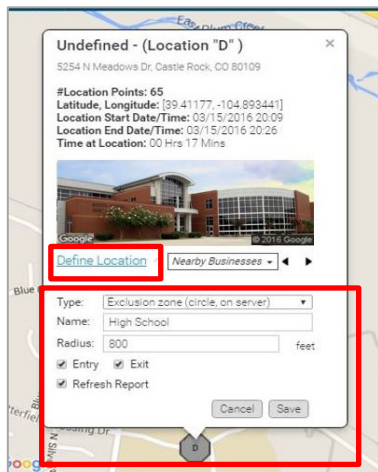 East Plum Creek
Undefined - (Location "D" )
×
5254 N Meadows Dr, Castle Rock, CO 80109
#Location Points: 65
Latitude, Longitude: [39.41177, -104.893441]
Location Start Date/Time: 03/15/2016 20:09
Location End Date/Time: 03/15/2016 20:26
Time at Location: 00 Hrs 17 Mins
Google
© 2016 Google
Define Location
Nearby Businesses
Blue
Type: Exclusion zone (circle, on server)
Name: High School
Radius: 800 feet
Entry Exit
Refresh Report
Cancel Save
D